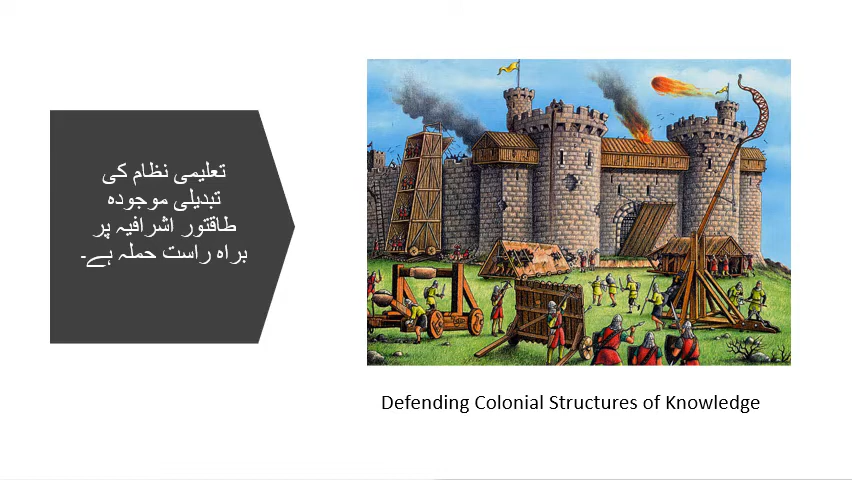 تعلیمی نظام کی
تبدیلی موجودہ
طاقتور اشرافیہ پر
براہ راست حملہ ہے۔
Defending Colonial Structures of Knowledge